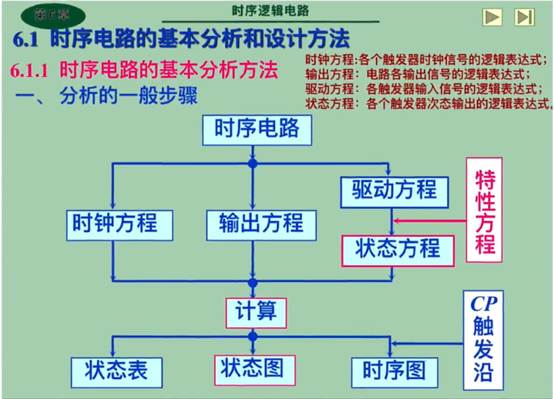 第六章
时序逻辑电路
6.1 时序电路的基本分析和设计方法
6.1.1 时序电路的基本分析方法
一、分析的一般步骤
时钟方程:各个触发器时钟信号的逻辑表达式;
输出方程: 电路各输出信号的逻辑表达式;
驱动方程: 各触发器输入信号的逻辑表达式;
状态方程: 各个触发器次态输出的逻辑表达式.
时序电路
时钟方程
输出方程
驱动方程
特性方程
状态方程
计算
CP触发沿
状态表
状态图
时序图